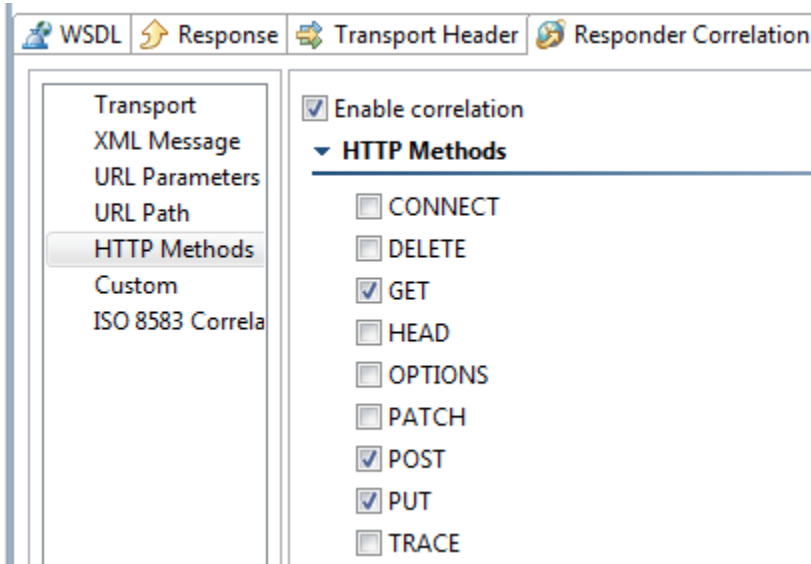 WSDL Response Transport Header Responder Correlation
Transport
XML Message
URL Parameters
URL Path
HTTP Methods
Custom
ISO 8583 Correla
Enable correlation
HTTP Methods
CONNECT
DELETE
GET
HEAD
OPTIONS
PATCH
POST
PUT
TRACE